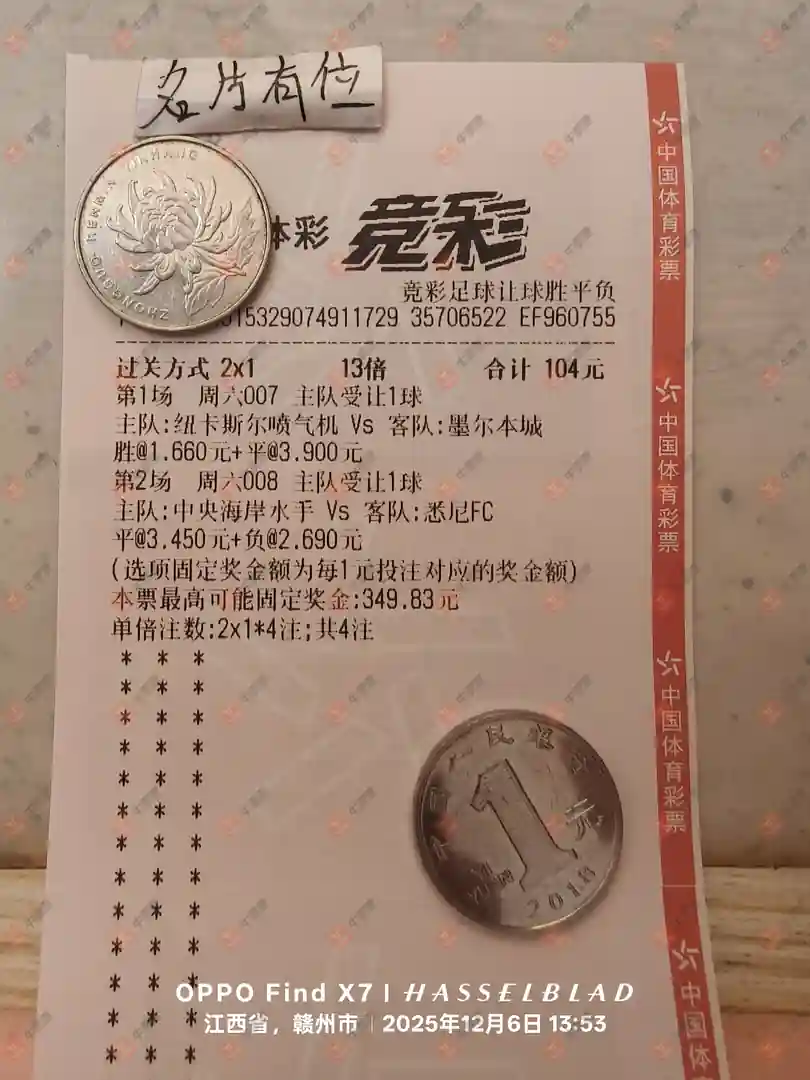 名片有位
体彩 竞彩
竞彩足球让球胜平负
15329074911729 35706522 EF960755
过关方式 2x1 13倍 合计 104元
第1场 周六007 主队受让1球
主队:纽卡斯尔喷气机 Vs 客队:墨尔本城
胜@1.660元+平@3.900元
第2场 周六008 主队受让1球
主队:中央海岸水手 Vs 客队:悉尼FC
平@3.450元+负@2.690元
(选项固定奖金额为每1元投注对应的奖金额)
本票最高可能固定奖金:349.83元
单倍注数:2x1*4注;共4注
* * *
* * *
* * *
* * *
* * *
* * *
* * *
* * *
* * *
* * *
* * *
* * *
* * *
中国体育彩票
中国体育彩票
中国体育彩票
中国体
ZHONGGUO RENMIN YINHANG
1元
YI YUAN
2018
OPPO Find X7 | HASSELBLAD
江西省，赣州市 | 2025年12月6日 13:53